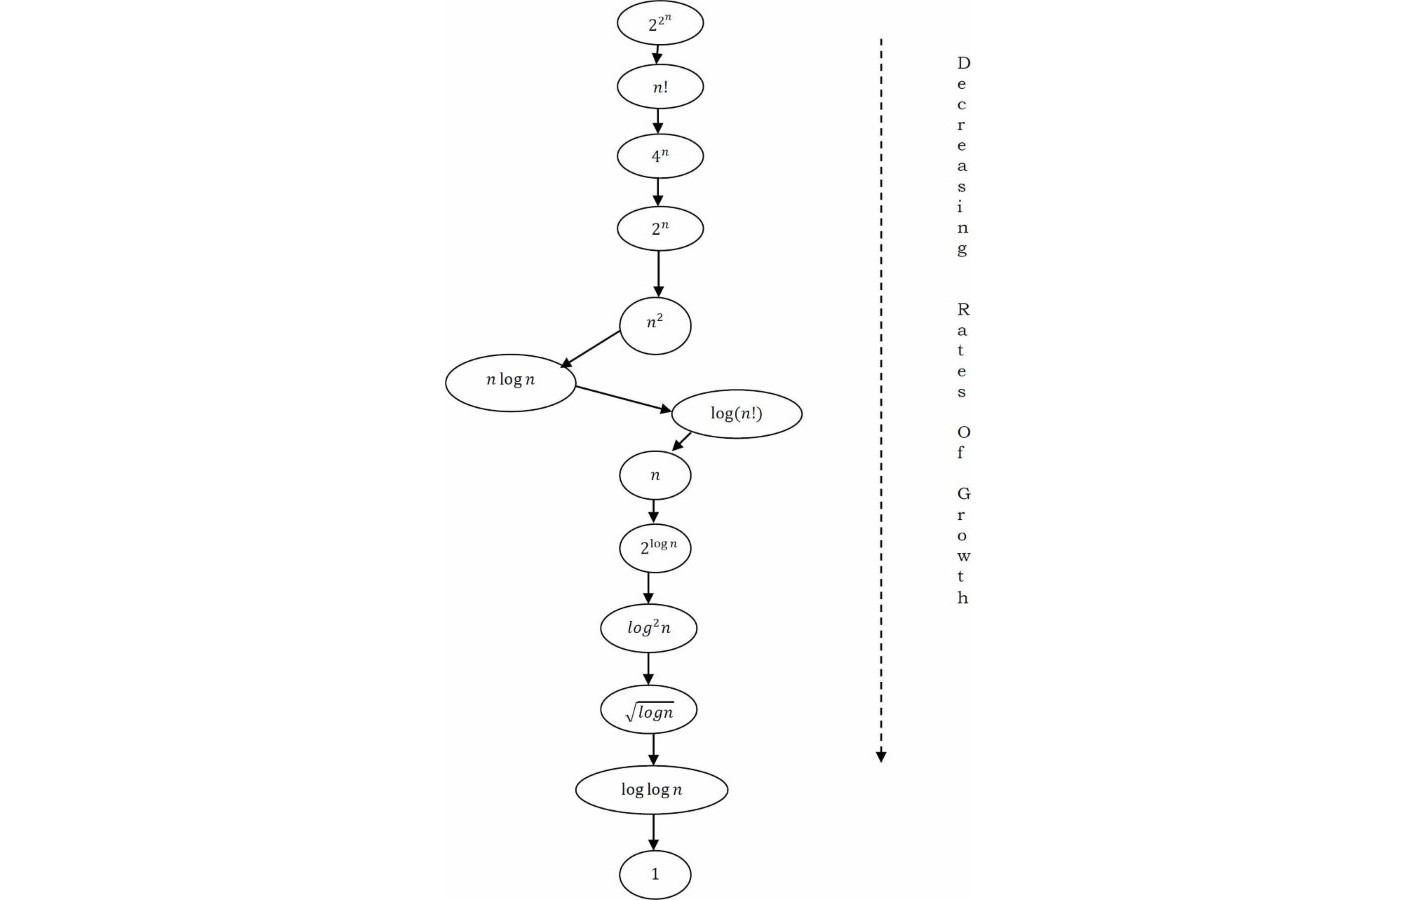 2^{2^n}
n!
4^n
2^n
n^2
n log n
log(n!)
n
2^{log n}
log^2 n
√logn
log log n
1
Decreasing Rates Of Growth